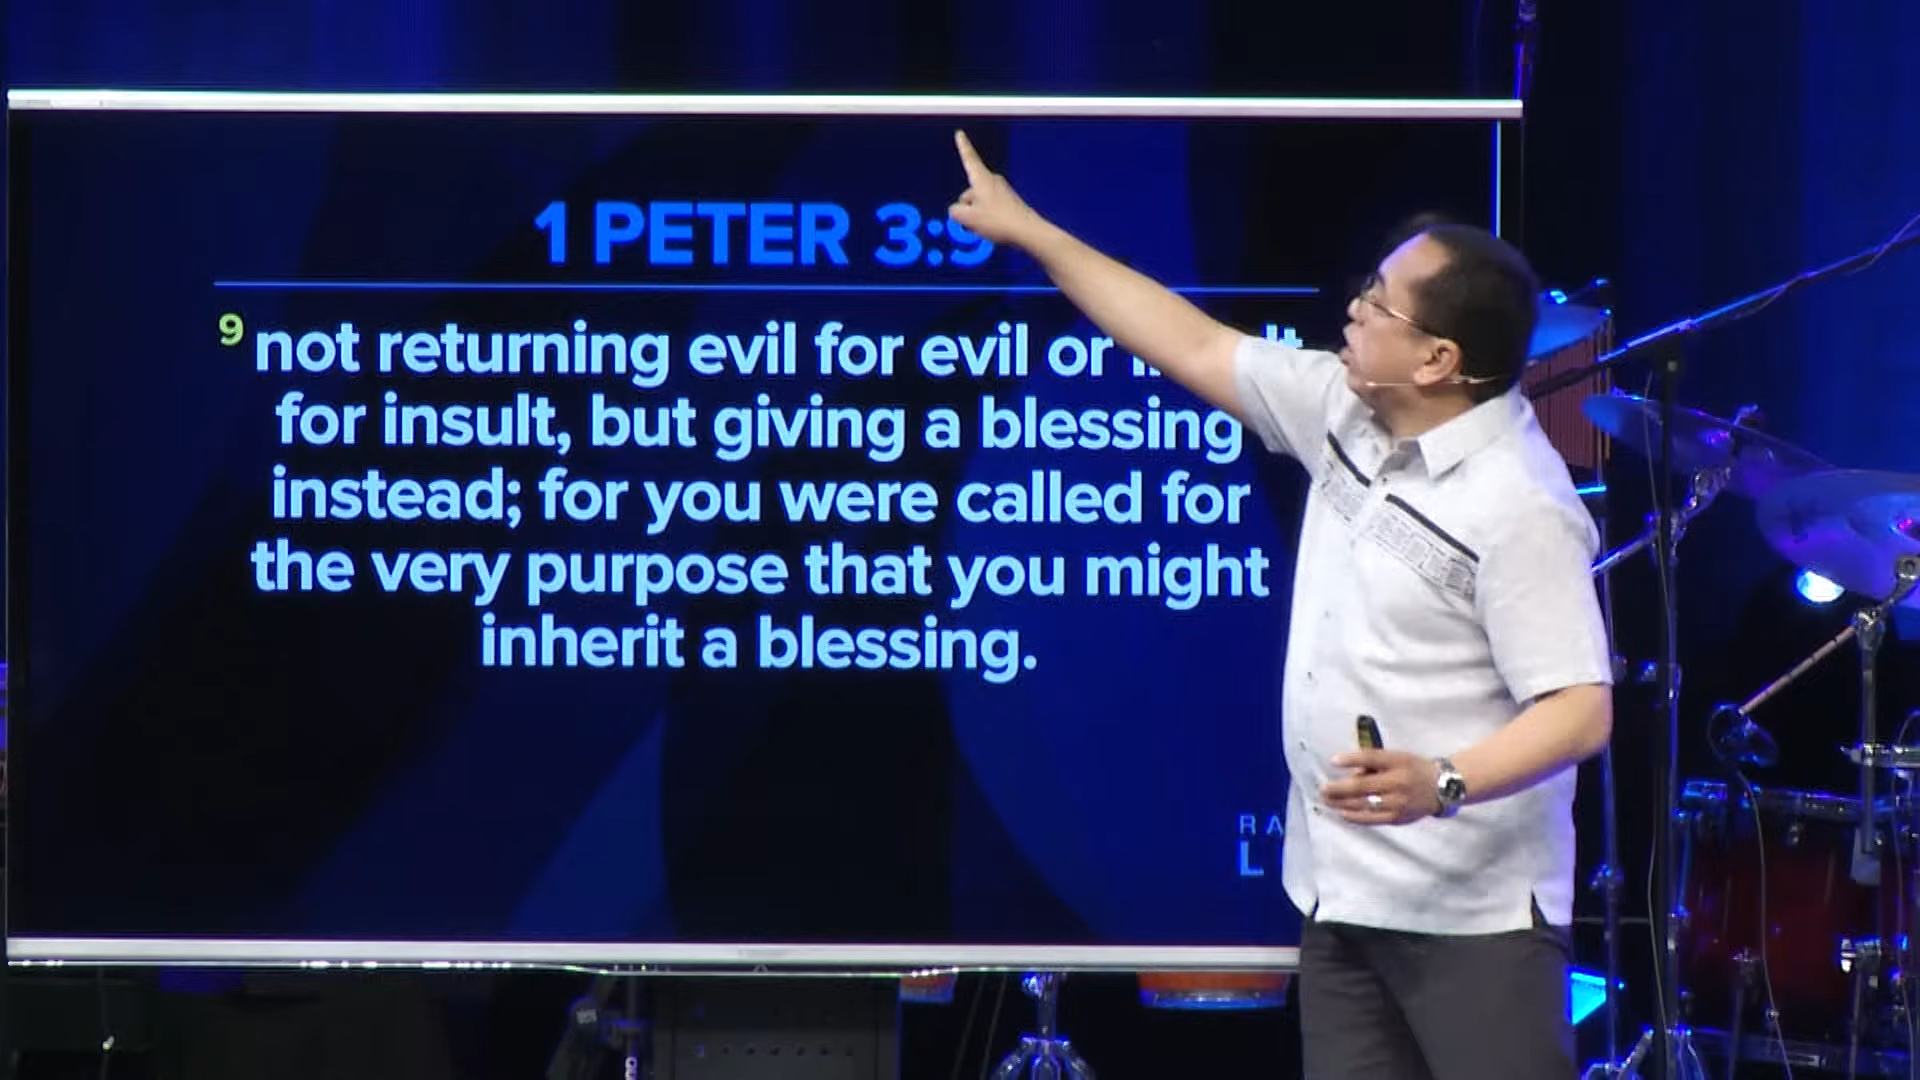 1 PETER 3:9
9 not returning evil for evil or
for insult, but giving a blessing
instead; for you were called for
the very purpose that you might
inherit a blessing.